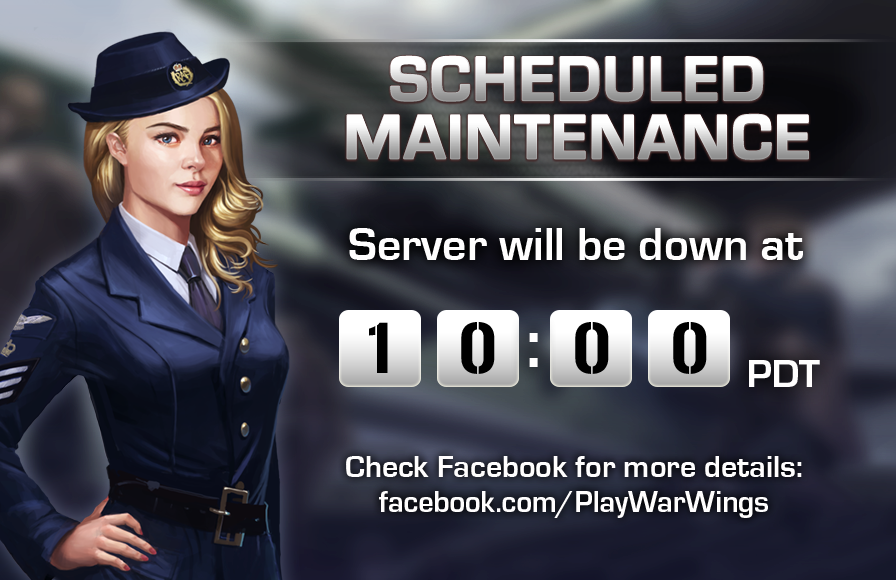 SCHEDULED
MAINTENANCE
Server will be down at
10:00 PDT
Check Facebook for more details:
facebook.com/PlayWarWings